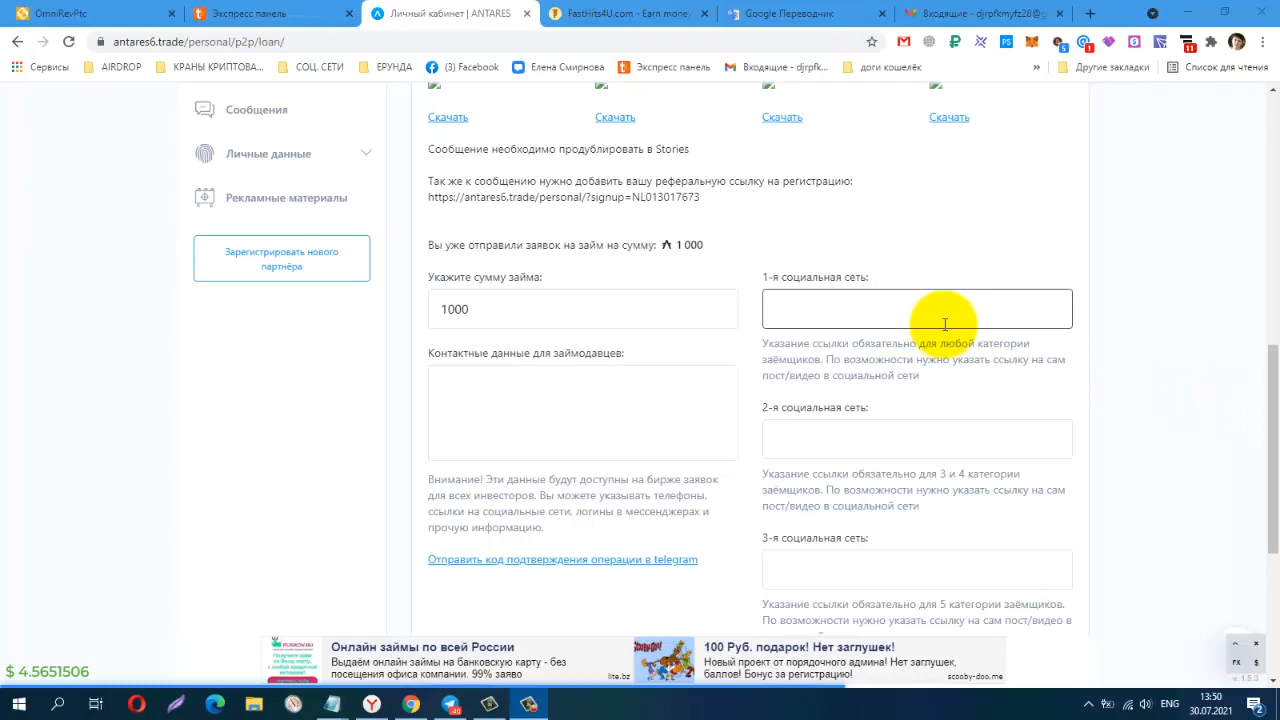 OmniRevPtc
Экспресс панель
Личный кабинет | ANTARES
FastHits4U.com - Earn money
Google Переводчик
Входящие - djrpfkmyfz28@g
antares6.trade/personal/p2p/loan/
Сервисы
AIRDROP
КРАНЫ КРИПТОВА...
СОЦ. СЕТИ
ЕРУНДА
(3) Facebook
Елена Смирнова
Экспресс панель
Входящие - djrpfk...
доги кошелёк
»
Другие закладки
Список для чтения
Сообщения
Личные данные
Рекламные материалы
Зарегистрировать нового
партнёра
Скачать
Скачать
Скачать
Скачать
Сообщение необходимо продублировать в Stories
Так же к сообщению нужно добавить вашу реферальную ссылку на регистрацию:
https://antares6.trade/personal/?signup=NL013017673
Вы уже отправили заявок на займ на сумму: 1 000
Укажите сумму займа:
1000
Контактные данные для займодавцев:
Внимание! Эти данные будут доступны на бирже заявок
для всех инвесторов. Вы можете указывать телефоны,
ссылки на социальные сети, логины в мессенджерах и
прочую информацию.
Отправить код подтверждения операции в telegram
1-я социальная сеть:
Указание ссылки обязательно для любой категории
заёмщиков. По возможности нужно указать ссылку на сам
пост/видео в социальной сети
2-я социальная сеть:
Указание ссылки обязательно для 3 и 4 категории
заёмщиков. По возможности нужно указать ссылку на сам
пост/видео в социальной сети
3-я социальная сеть:
Указание ссылки обязательно для 5 категории заёмщиков.
По возможности нужно указать ссылку на сам пост/видео в
$ 4.5651506
Онлайн займы по всей России
Выдаём онлайн займы на банковскую карту - без
посещения офиса компании. 99% заяво
lite.bz
100 Руб. подарок! Нет заглушек!
Топовый проект от порядочного админа! Нет заглушек,
баллов! Бонус за регистрацию!
scooby-doo.me
PX $
v. 1.5.3
ENG
13:50
30.07.2021